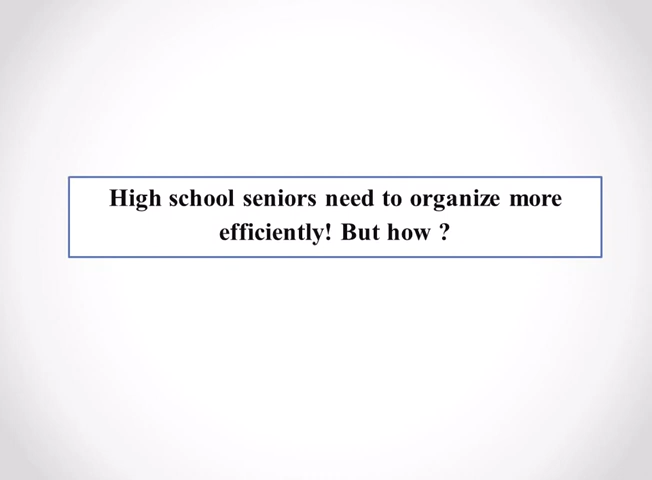 High school seniors need to organize more
efficiently! But how ?